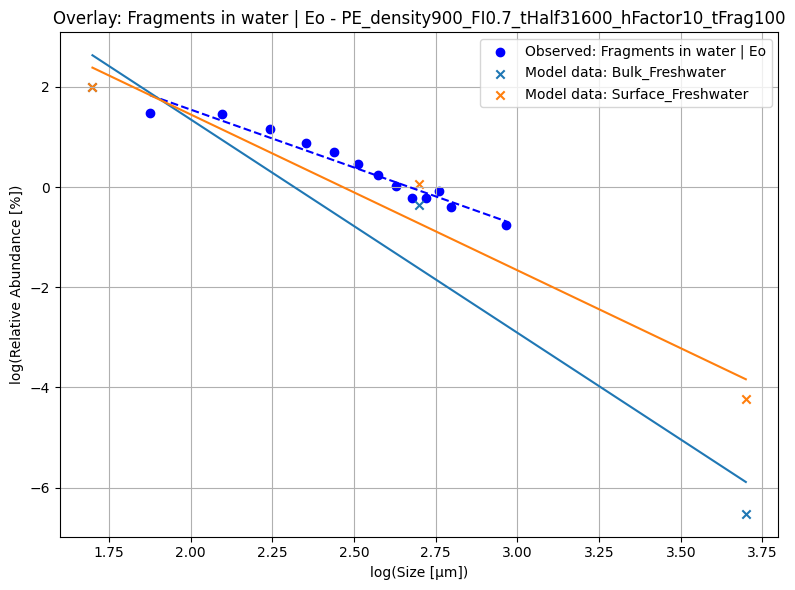 Overlay: Fragments in water | Eo - PE_density900_FI0.7_tHalf31600_hFactor10_tFrag100
Observed: Fragments in water | Eo
Model data: Bulk_Freshwater
Model data: Surface_Freshwater
log(Relative Abundance [%])
2
0
−2
−4
−6
1.75 2.00 2.25 2.50 2.75 3.00 3.25 3.50 3.75
log(Size [µm])